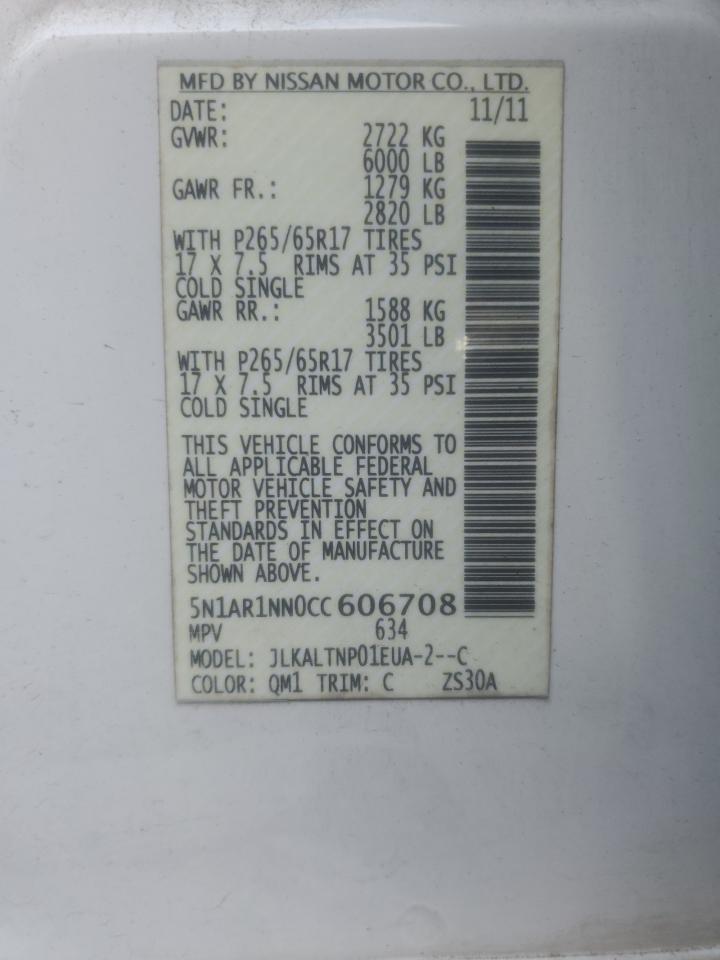 MFD BY NISSAN MOTOR CO., LTD.
DATE: 11/11
GVWR: 2722 KG
6000 LB
GAWR FR.: 1279 KG
2820 LB
WITH P265/65R17 TIRES
17 X 7.5 RIMS AT 35 PSI
COLD SINGLE
GAWR RR.: 1588 KG
3501 LB
WITH P265/65R17 TIRES
17 X 7.5 RIMS AT 35 PSI
COLD SINGLE
THIS VEHICLE CONFORMS TO
ALL APPLICABLE FEDERAL
MOTOR VEHICLE SAFETY AND
THEFT PREVENTION
STANDARDS IN EFFECT ON
THE DATE OF MANUFACTURE
SHOWN ABOVE.
5N1AR1NN0CC606708
MPV 634
MODEL: JLKALTNP01EUA-2--C
COLOR: QM1 TRIM: C ZS30A